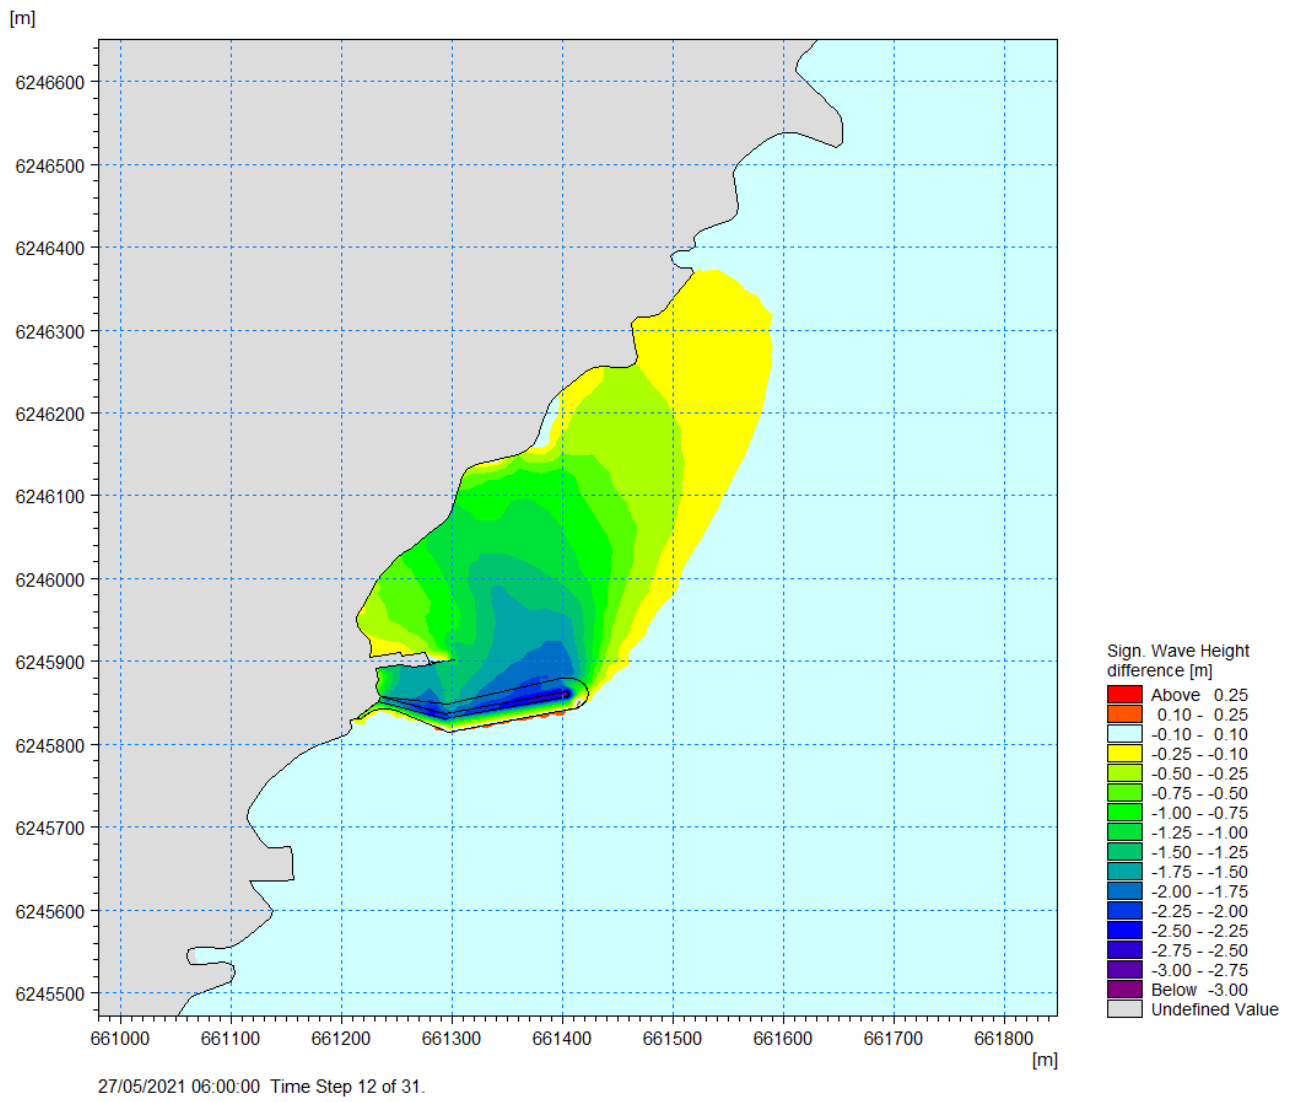 [m]
6246600
6246500
6246400
6246300
6246200
6246100
6246000
6245900
6245800
6245700
6245600
6245500
661000 661100 661200 661300 661400 661500 661600 661700 661800
[m]
27/05/2021 06:00:00 Time Step 12 of 31.
Sign. Wave Height
difference [m]
Above 0.25
0.10 - 0.25
-0.10 - 0.10
-0.25 - -0.10
-0.50 - -0.25
-0.75 - -0.50
-1.00 - -0.75
-1.25 - -1.00
-1.50 - -1.25
-1.75 - -1.50
-2.00 - -1.75
-2.25 - -2.00
-2.50 - -2.25
-2.75 - -2.50
-3.00 - -2.75
Below -3.00
Undefined Value